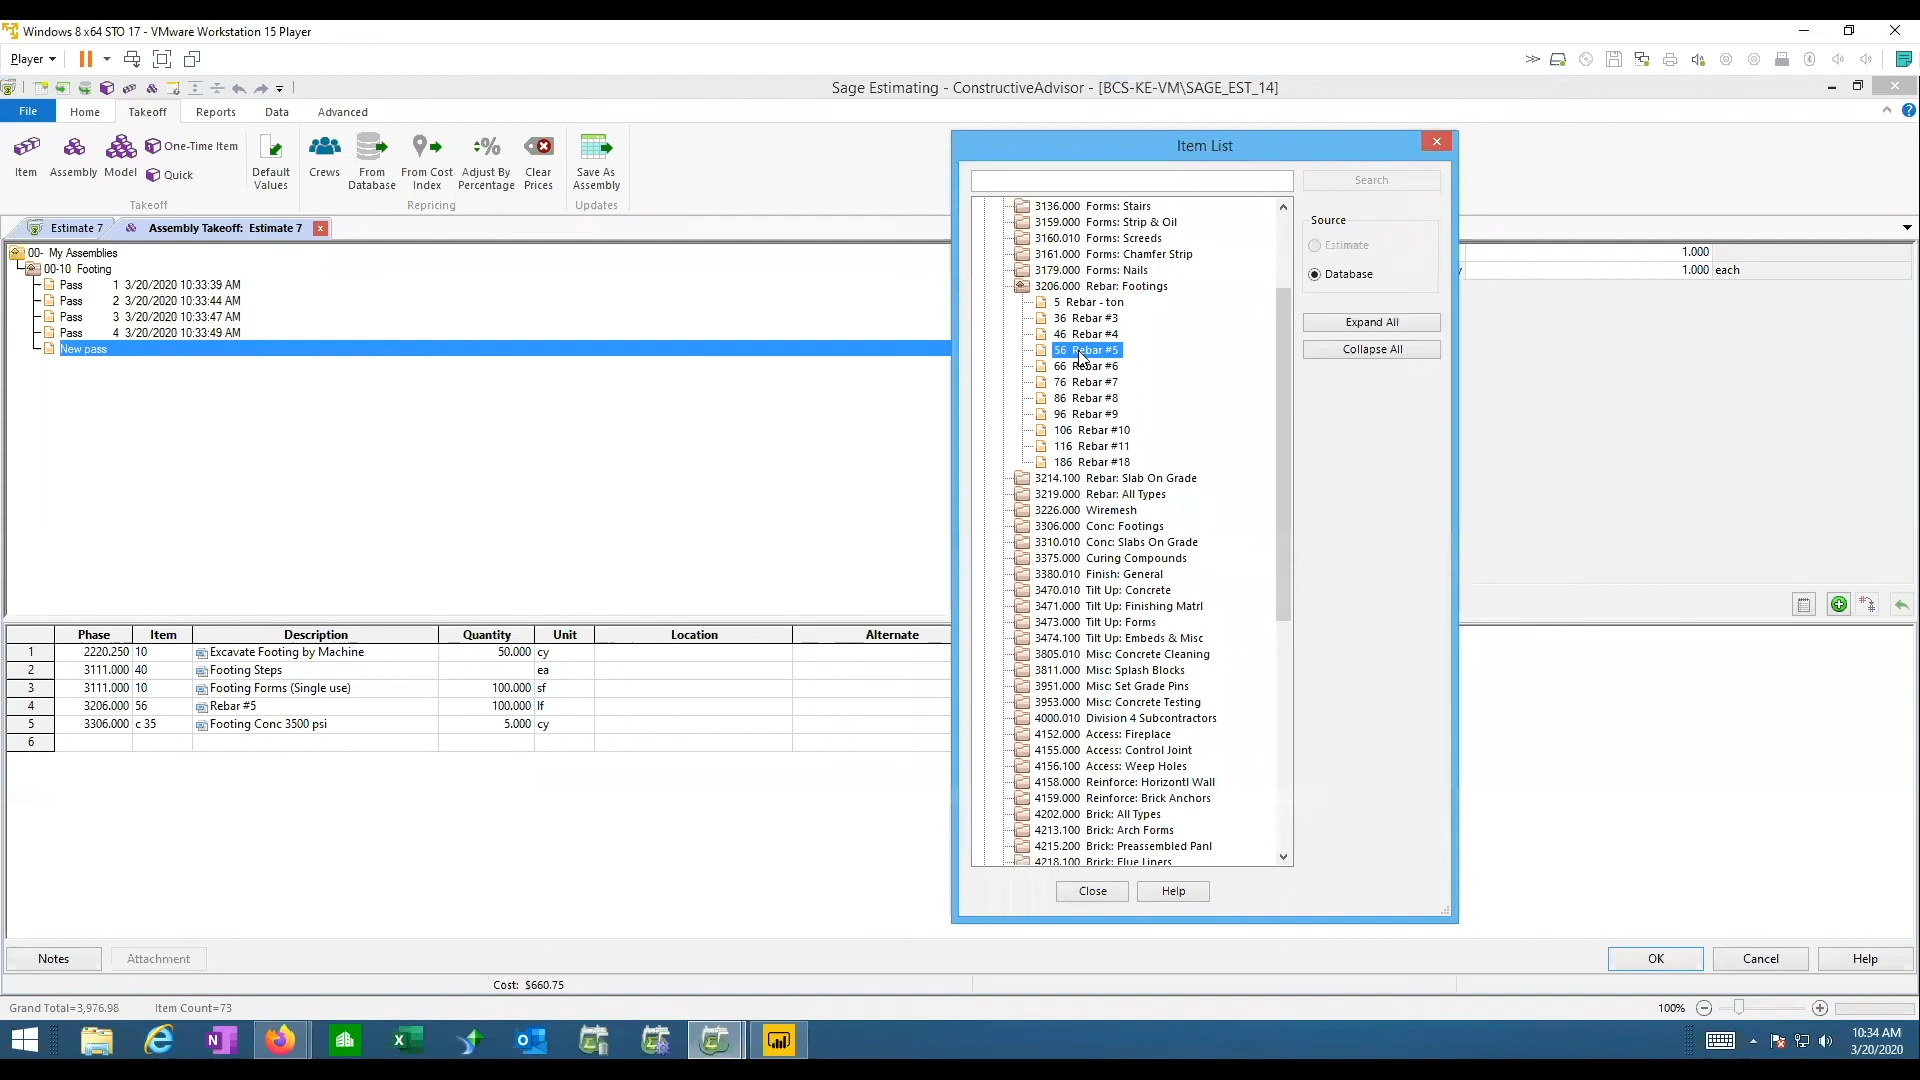 Windows 8 x64 STO 17 - VMware Workstation 15 Player
Player
Sage Estimating - ConstructiveAdvisor - [BCS-KE-VM\SAGE_EST_14]
File Home Takeoff Reports Data Advanced
Item
Assembly
Model
One-Time Item
Quick
Takeoff
Default Values
Crews
From Database
From Cost Index
Adjust By Percentage
Clear Prices
Repricing
Save As Assembly
Updates
Estimate 7
Assembly Takeoff: Estimate 7
00- My Assemblies
00-10 Footing
Pass 1 3/20/2020 10:33:39 AM
Pass 2 3/20/2020 10:33:44 AM
Pass 3 3/20/2020 10:33:47 AM
Pass 4 3/20/2020 10:33:49 AM
New pass
1.000
1.000 each
Item List
Search
Source
Estimate
Database
Expand All
Collapse All
3136.000 Forms: Stairs
3159.000 Forms: Strip & Oil
3160.010 Forms: Screeds
3161.000 Forms: Chamfer Strip
3179.000 Forms: Nails
3206.000 Rebar: Footings
5 Rebar - ton
36 Rebar #3
46 Rebar #4
56 Rebar #5
66 Rebar #6
76 Rebar #7
86 Rebar #8
96 Rebar #9
106 Rebar #10
116 Rebar #11
186 Rebar #18
3214.100 Rebar: Slab On Grade
3219.000 Rebar: All Types
3226.000 Wiremesh
3306.000 Conc: Footings
3310.010 Conc: Slabs On Grade
3375.000 Curing Compounds
3380.010 Finish: General
3470.010 Tilt Up: Concrete
3471.000 Tilt Up: Finishing Matrl
3473.000 Tilt Up: Forms
3474.100 Tilt Up: Embeds & Misc
3805.010 Misc: Concrete Cleaning
3811.000 Misc: Splash Blocks
3951.000 Misc: Set Grade Pins
3953.000 Misc: Concrete Testing
4000.010 Division 4 Subcontractors
4152.000 Access: Fireplace
4155.000 Access: Control Joint
4156.100 Access: Weep Holes
4158.000 Reinforce: Horizontl Wall
4159.000 Reinforce: Brick Anchors
4202.000 Brick: All Types
4213.100 Brick: Arch Forms
4215.200 Brick: Preassembled Panl
4218.100 Brick: Flue Liners
Close Help
Phase Item Description Quantity Unit Location Alternate
1 2220.250 10 Excavate Footing by Machine 50.000 cy
2 3111.000 40 Footing Steps ea
3 3111.000 10 Footing Forms (Single use) 100.000 sf
4 3206.000 56 Rebar #5 100.000 lf
5 3306.000 c 35 Footing Conc 3500 psi 5.000 cy
6
Notes Attachment OK Cancel Help
Cost: $660.75
Grand Total=3,976.98 Item Count=73 100%
10:34 AM
3/20/2020